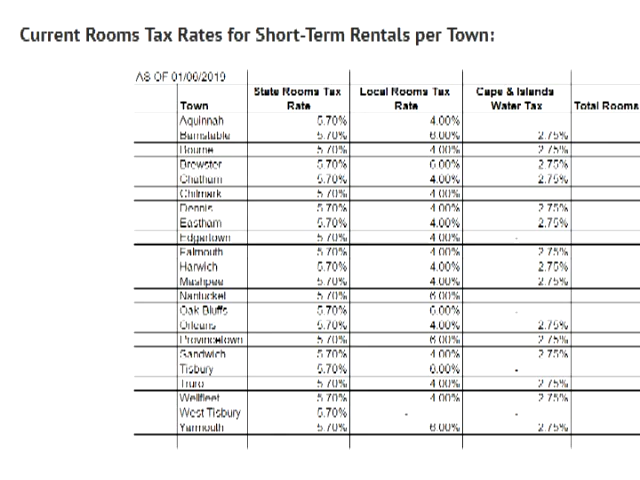 Current Rooms Tax Rates for Short-Term Rentals per Town:
AS OF 01/06/2019
State Rooms Tax Local Rooms Tax Cape & Islands
Town Rate Rate Water Tax Total Rooms
Aquinnah 5.70% 4.00%
Barnstable 5.70% 6.00% 2.75%
Bourne 5.70% 4.00% 2.75%
Brewster 5.70% 6.00% 2.75%
Chatham 5.70% 4.00% 2.75%
Chilmark 5.70% 4.00%
Dennis 5.70% 4.00% 2.75%
Eastham 5.70% 4.00% 2.75%
Edgartown 5.70% 4.00% -
Falmouth 5.70% 4.00% 2.75%
Harwich 5.70% 4.00% 2.75%
Mashpee 5.70% 4.00% 2.75%
Nantucket 5.70% 6.00%
Oak Bluffs 5.70% 6.00% -
Orleans 5.70% 4.00% 2.75%
Provincetown 5.70% 6.00% 2.75%
Sandwich 5.70% 4.00% 2.75%
Tisbury 5.70% 6.00% -
Truro 5.70% 4.00% 2.75%
Wellfleet 5.70% 4.00% 2.75%
West Tisbury 5.70% - -
Yarmouth 5.70% 6.00% 2.75%